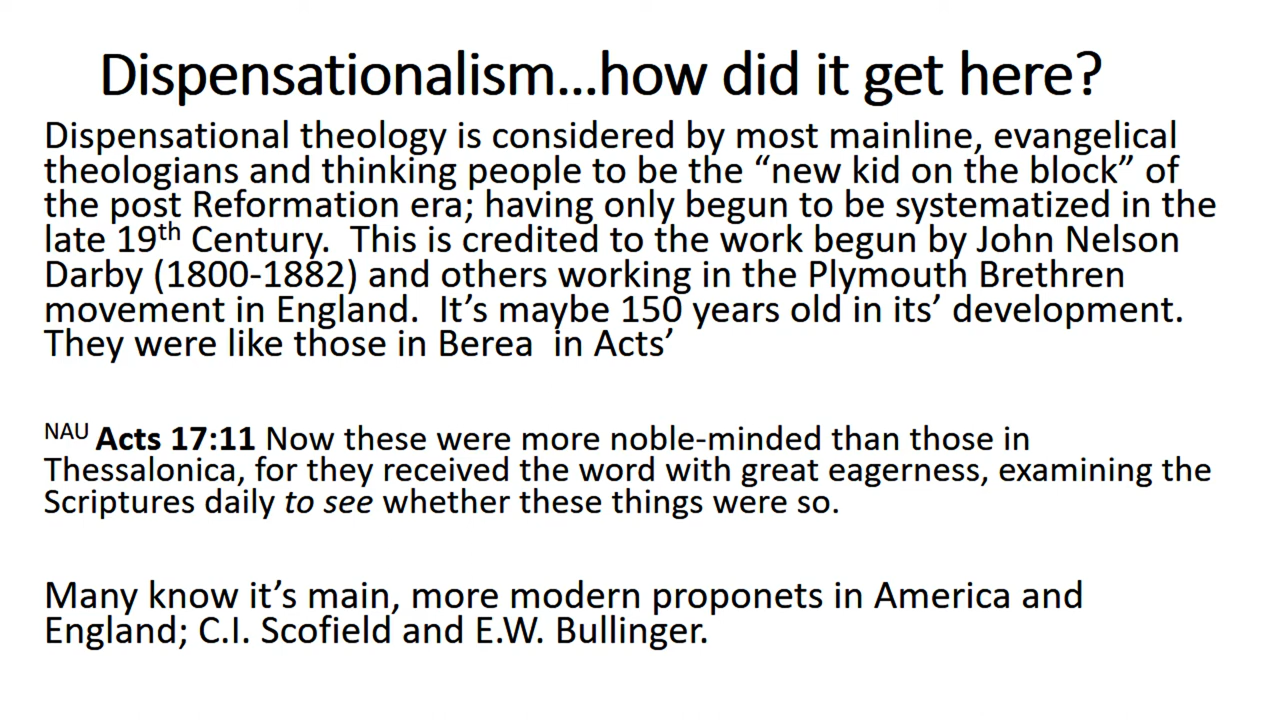 Dispensationalism...how did it get here?
Dispensational theology is considered by most mainline, evangelical
theologians and thinking people to be the “new kid on the block” of
the post Reformation era; having only begun to be systematized in the
late 19th Century.  This is credited to the work begun by John Nelson
Darby (1800-1882) and others working in the Plymouth Brethren
movement in England.  It’s maybe 150 years old in its’ development.
They were like those in Berea  in Acts’
NAU Acts 17:11 Now these were more noble-minded than those in
Thessalonica, for they received the word with great eagerness, examining the
Scriptures daily to see whether these things were so.
Many know it’s main, more modern proponets in America and
England; C.I. Scofield and E.W. Bullinger.